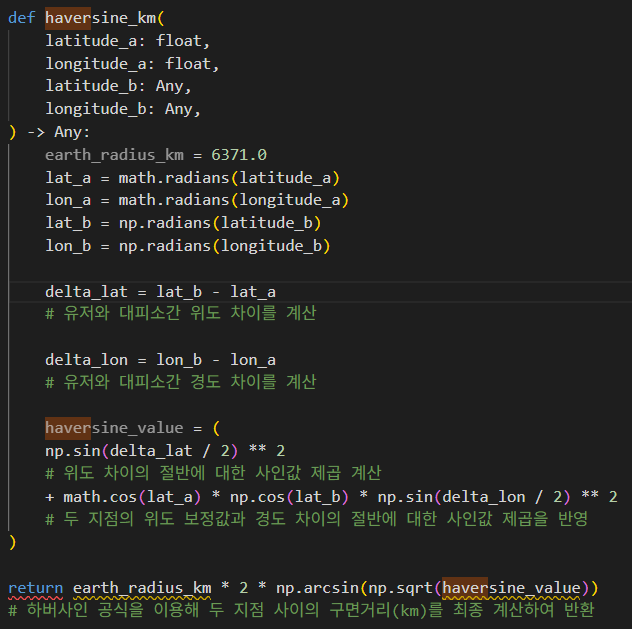 def haversine_km(
    latitude_a: float,
    longitude_a: float,
    latitude_b: Any,
    longitude_b: Any,
) -> Any:
    earth_radius_km = 6371.0
    lat_a = math.radians(latitude_a)
    lon_a = math.radians(longitude_a)
    lat_b = np.radians(latitude_b)
    lon_b = np.radians(longitude_b)

    delta_lat = lat_b - lat_a
    # 유저와 대피소간 위도 차이를 계산

    delta_lon = lon_b - lon_a
    # 유저와 대피소간 경도 차이를 계산

    haversine_value = (
    np.sin(delta_lat / 2) ** 2
    # 위도 차이의 절반에 대한 사인값 제곱 계산
    + math.cos(lat_a) * np.cos(lat_b) * np.sin(delta_lon / 2) ** 2
    # 두 지점의 위도 보정값과 경도 차이의 절반에 대한 사인값 제곱을 반영
)

return earth_radius_km * 2 * np.arcsin(np.sqrt(haversine_value))
# 하버사인 공식을 이용해 두 지점 사이의 구면거리(km)를 최종 계산하여 반환